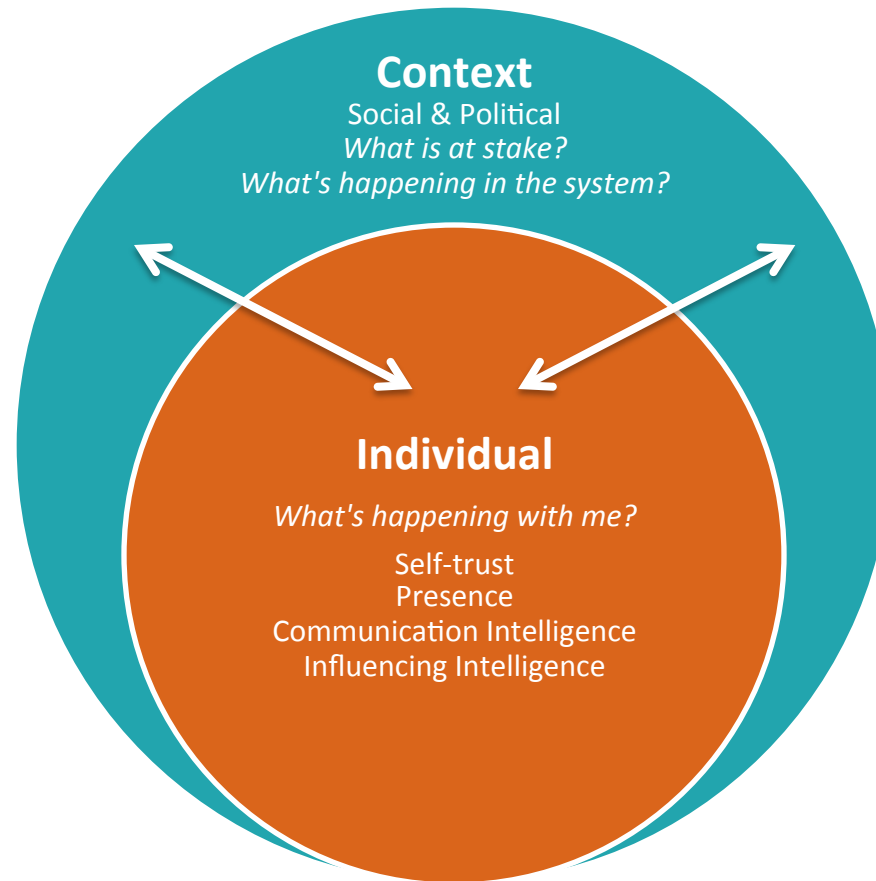 Context
Social & Political
What is at stake?
What's happening in the system?
Individual
What's happening with me?
Self-trust
Presence
Communication Intelligence
Influencing Intelligence